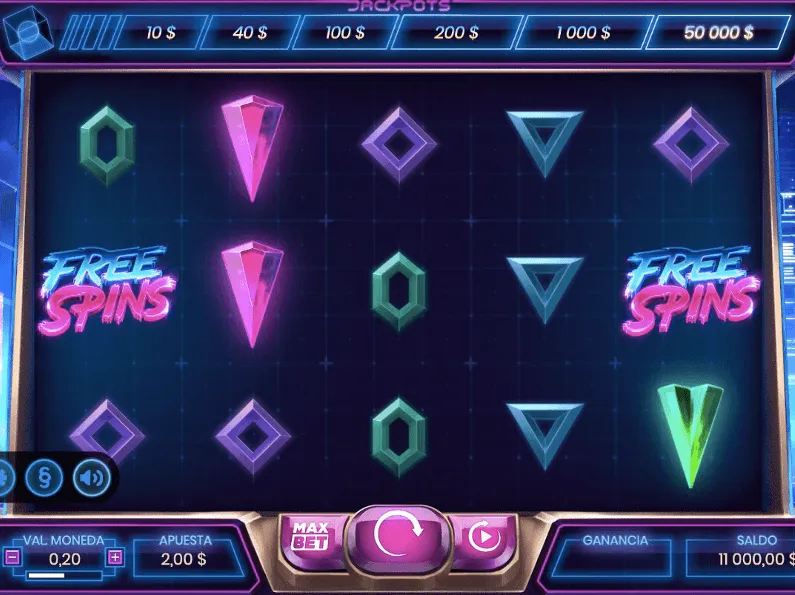 JACKPOTS
10 $
40 $
100 $
200 $
1 000 $
50 000 $
FREE
SPINS
FREE
SPINS
VAL. MONEDA
0,20
APUESTA
2,00 $
MAX
BET
GANANCIA
SALDO
11 000,00 $